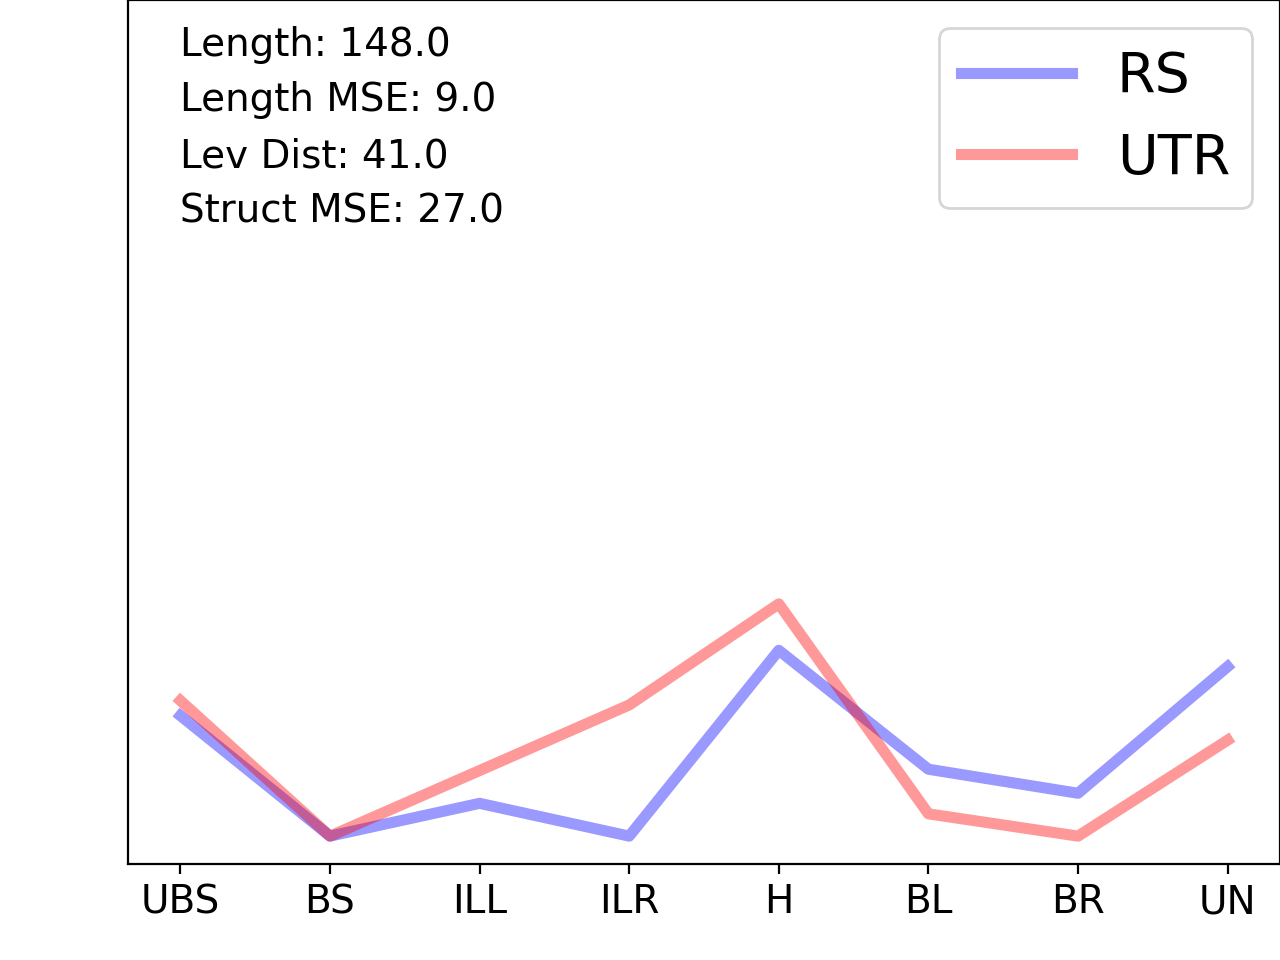 Length: 148.0
Length MSE: 9.0
Lev Dist: 41.0
Struct MSE: 27.0
RS
UTR
UBS BS ILL ILR H BL BR UN